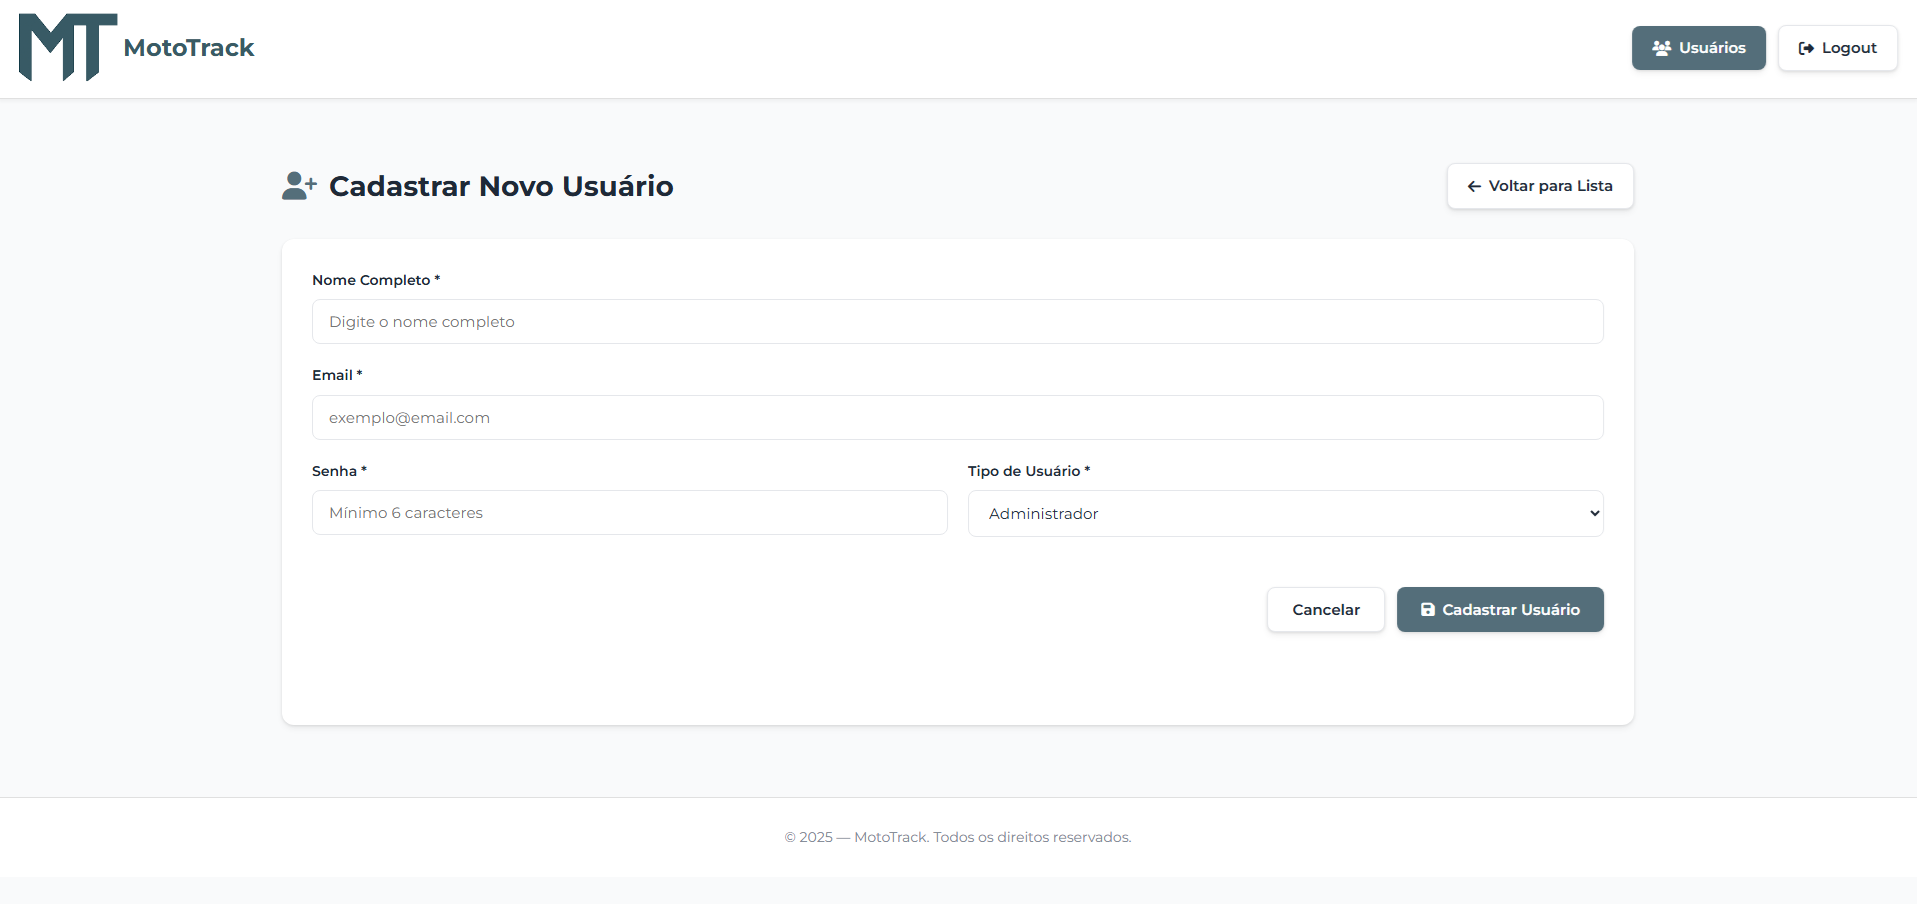 MT MotoTrack
Usuários
Logout
Cadastrar Novo Usuário
Voltar para Lista
Nome Completo *
Digite o nome completo
Email *
exemplo@email.com
Senha *
Tipo de Usuário *
Mínimo 6 caracteres
Administrador
Cancelar
Cadastrar Usuário
© 2025 — MotoTrack. Todos os direitos reservados.